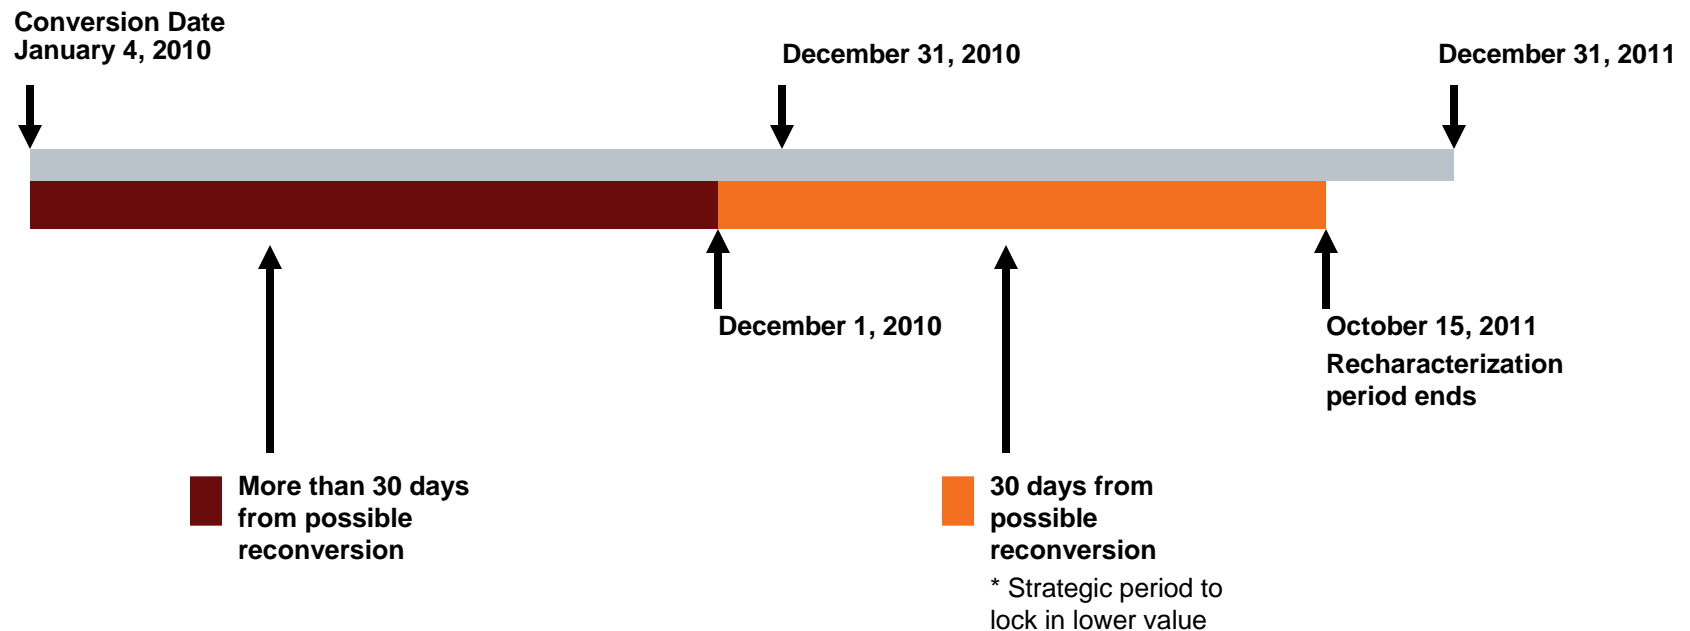 Conversion Date
January 4, 2010
December 31, 2010
December 31, 2011
December 1, 2010
October 15, 2011
Recharacterization
period ends
More than 30 days
from possible
reconversion
30 days from
possible
reconversion
* Strategic period to
lock in lower value